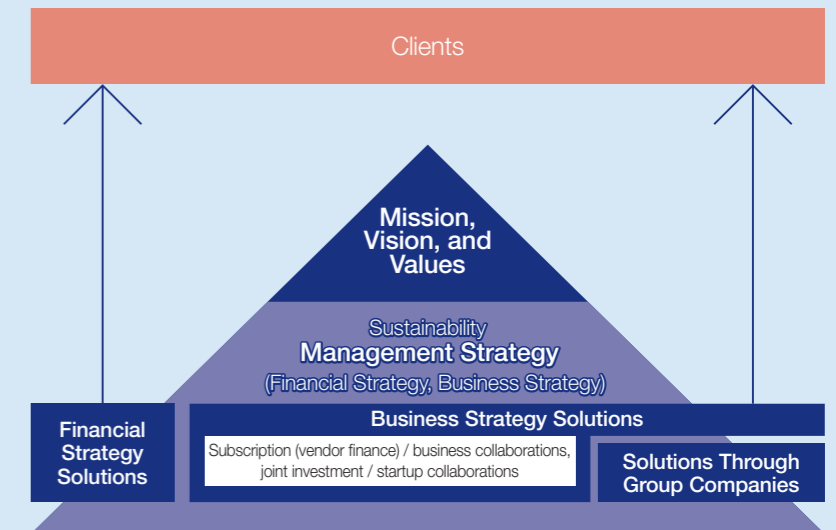 Clients
Mission,
Vision, and
Values
Sustainability
Management Strategy
(Financial Strategy, Business Strategy)
Financial
Strategy
Solutions
Business Strategy Solutions
Subscription (vendor finance) / business collaborations,
joint investment / startup collaborations
Solutions Through
Group Companies